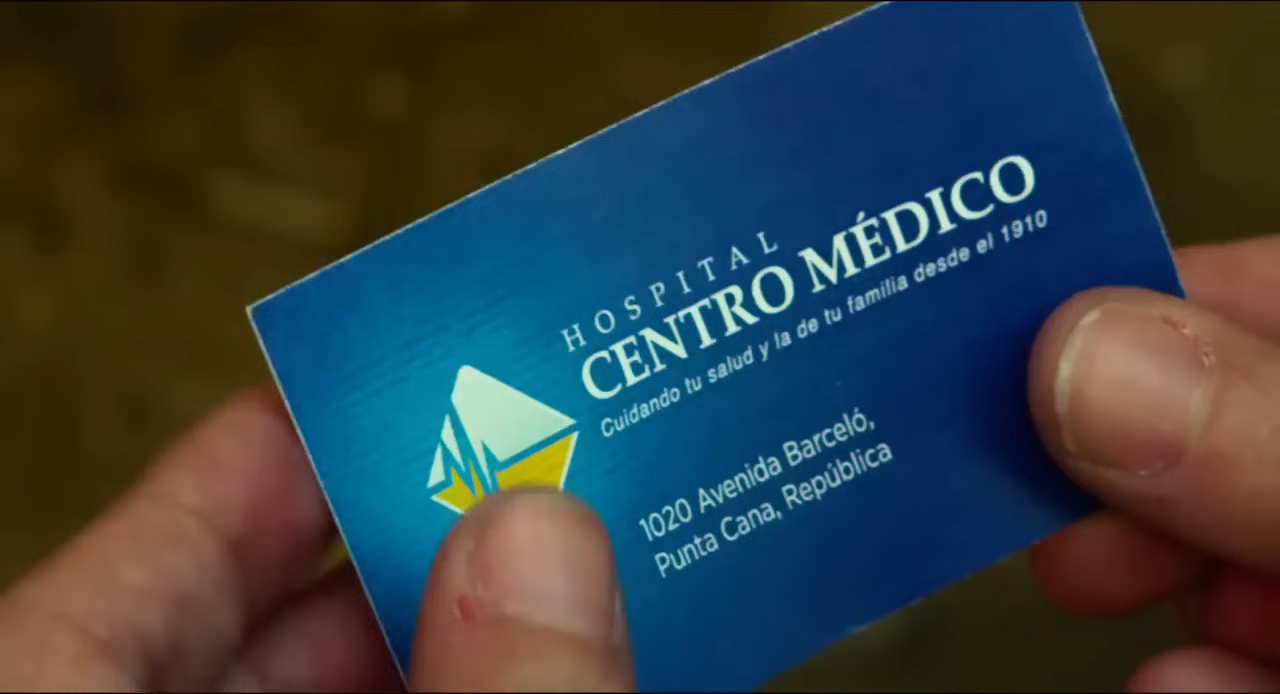 HOSPITAL
CENTRO MÉDICO
Cuidando tu salud y la de tu familia desde el 1910
1020 Avenida Barceló,
Punta Cana, República